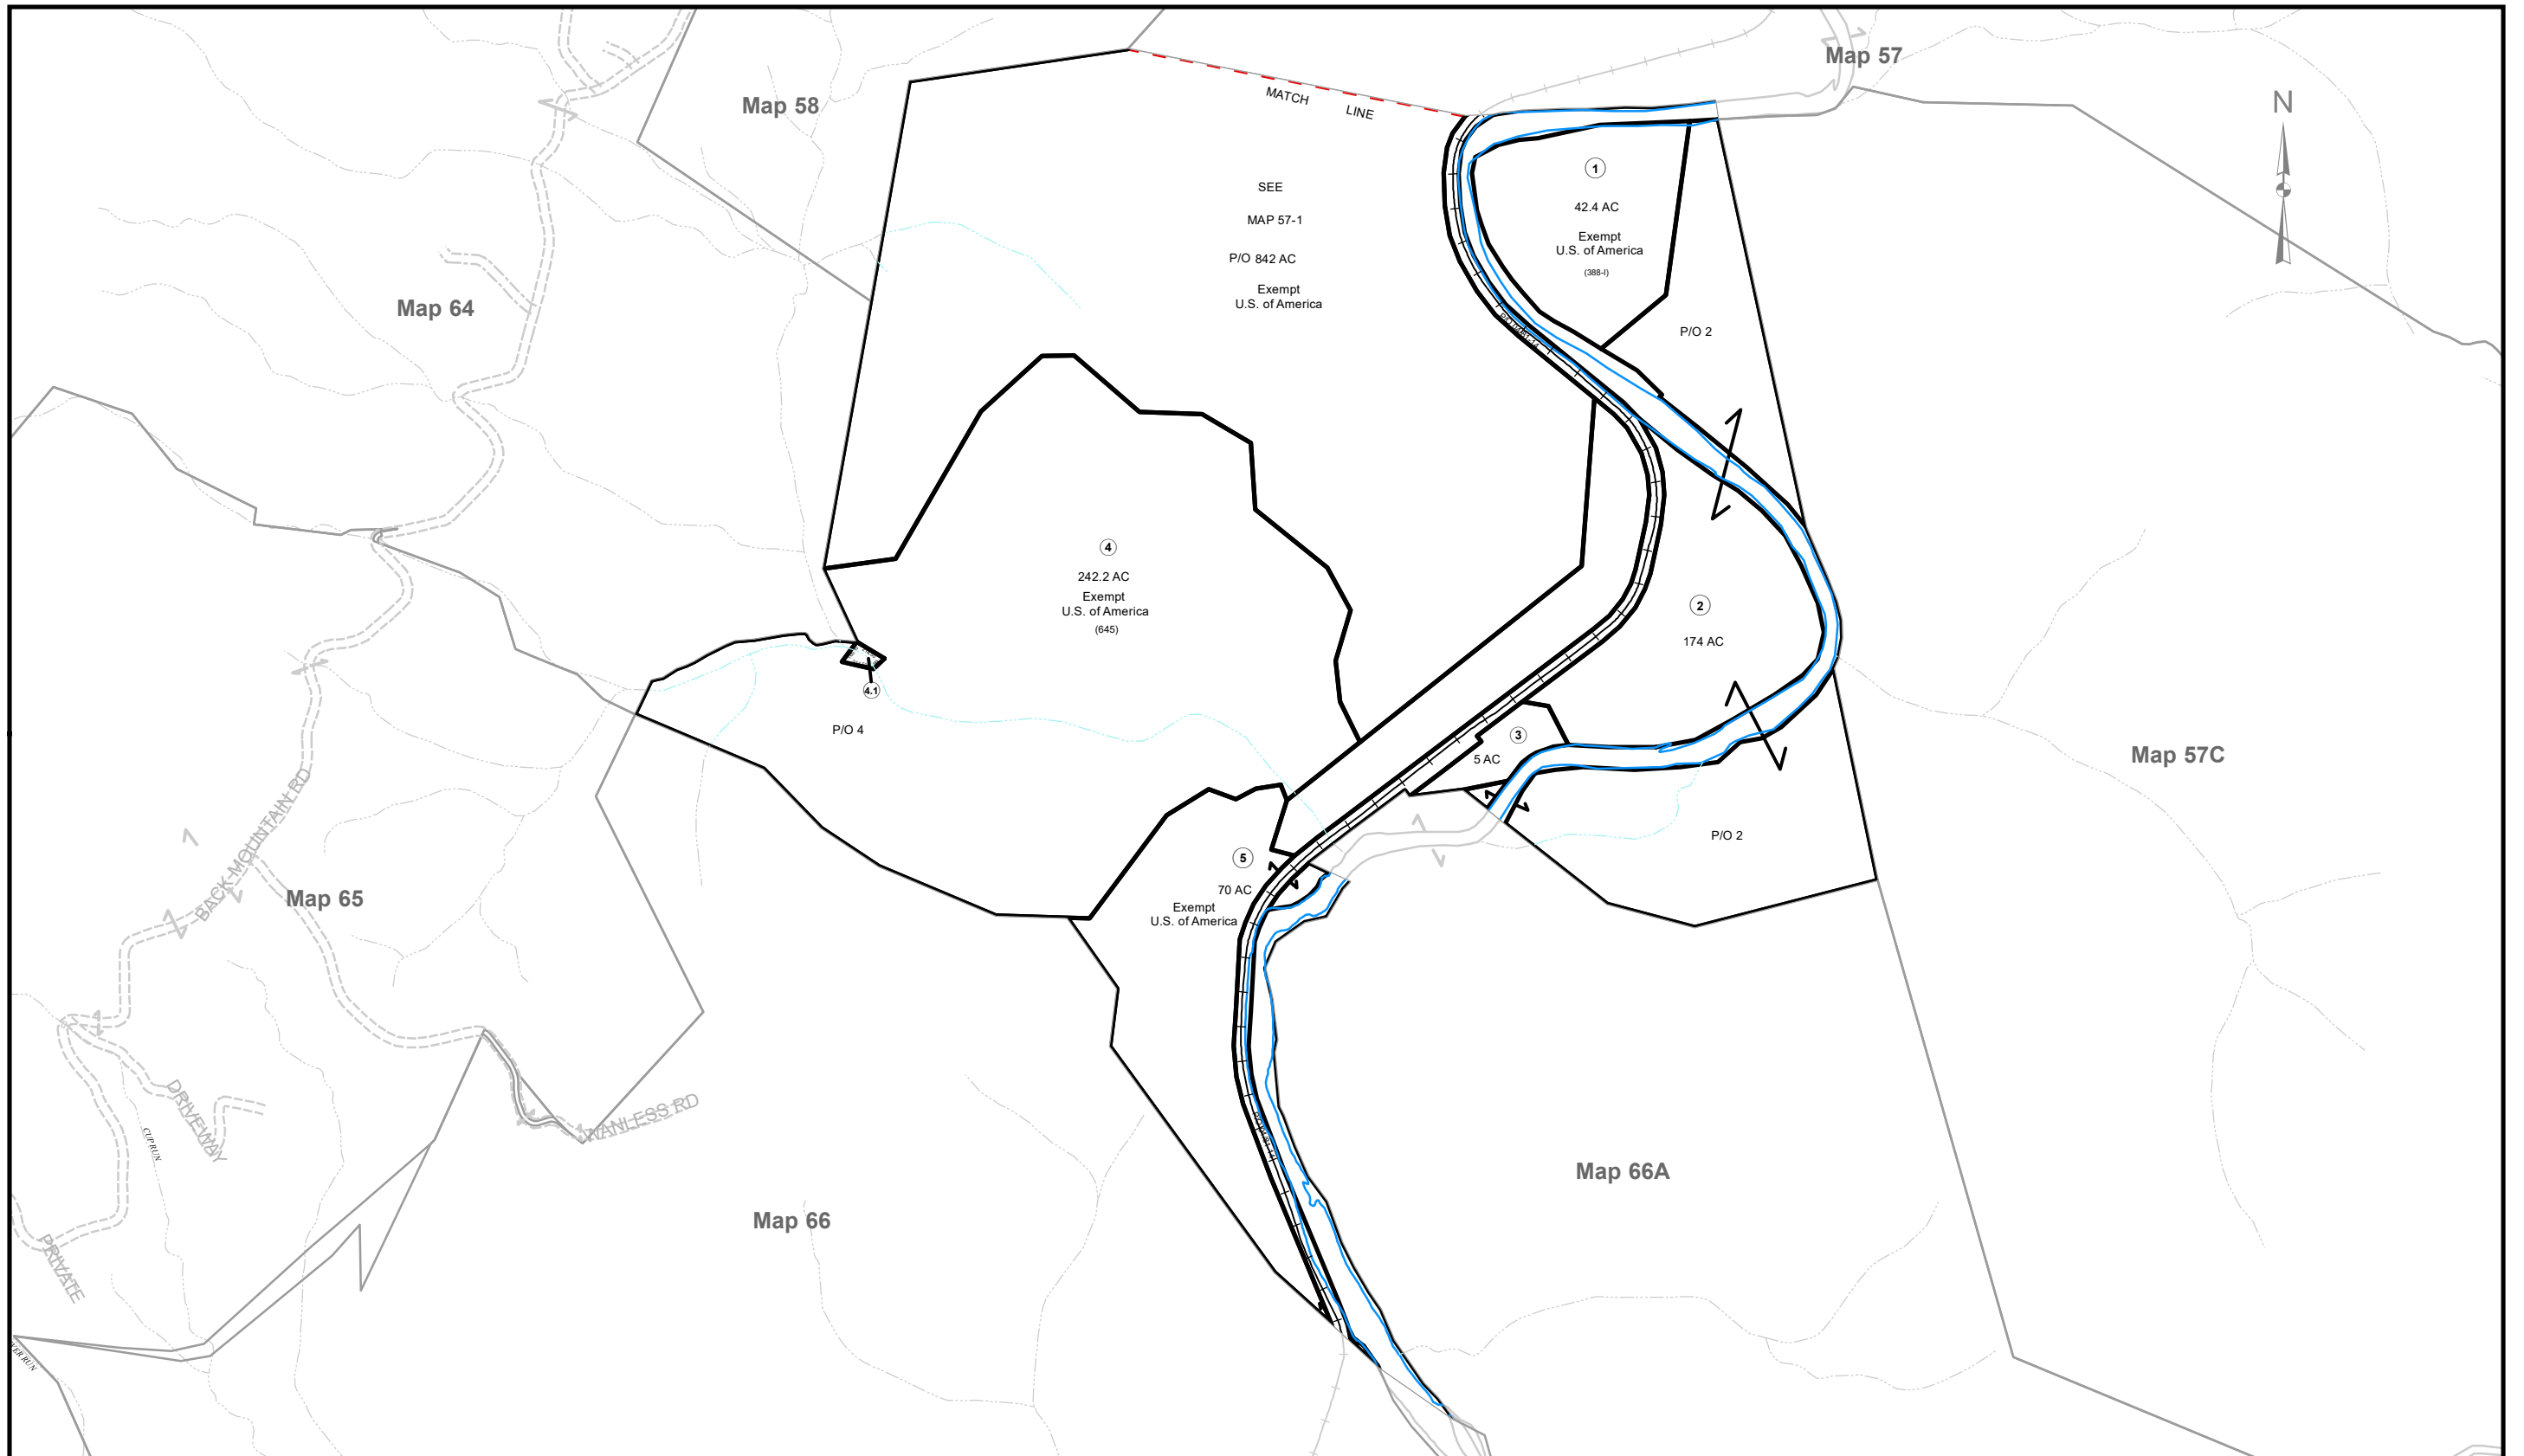 Map 57
Map 58
N
MATCH
LINE
1
SEE
42.4 AC
MAP 57-1
Exempt
U.S. of America
P/O 842 AC
(388-I)
Exempt
U.S. of America
Map 64
P/O 2
4
242.2 AC
Exempt
U.S. of America
(645)
2
174 AC
4.1
P/O 4
3
5 AC
Map 57C
P/O 2
BACK MOUNTAIN RD
5
70 AC
Exempt
U.S. of America
Map 65
DRIVEWAY
CUP RUN
WANLESS RD
Map 66A
Map 66
PRIVATE